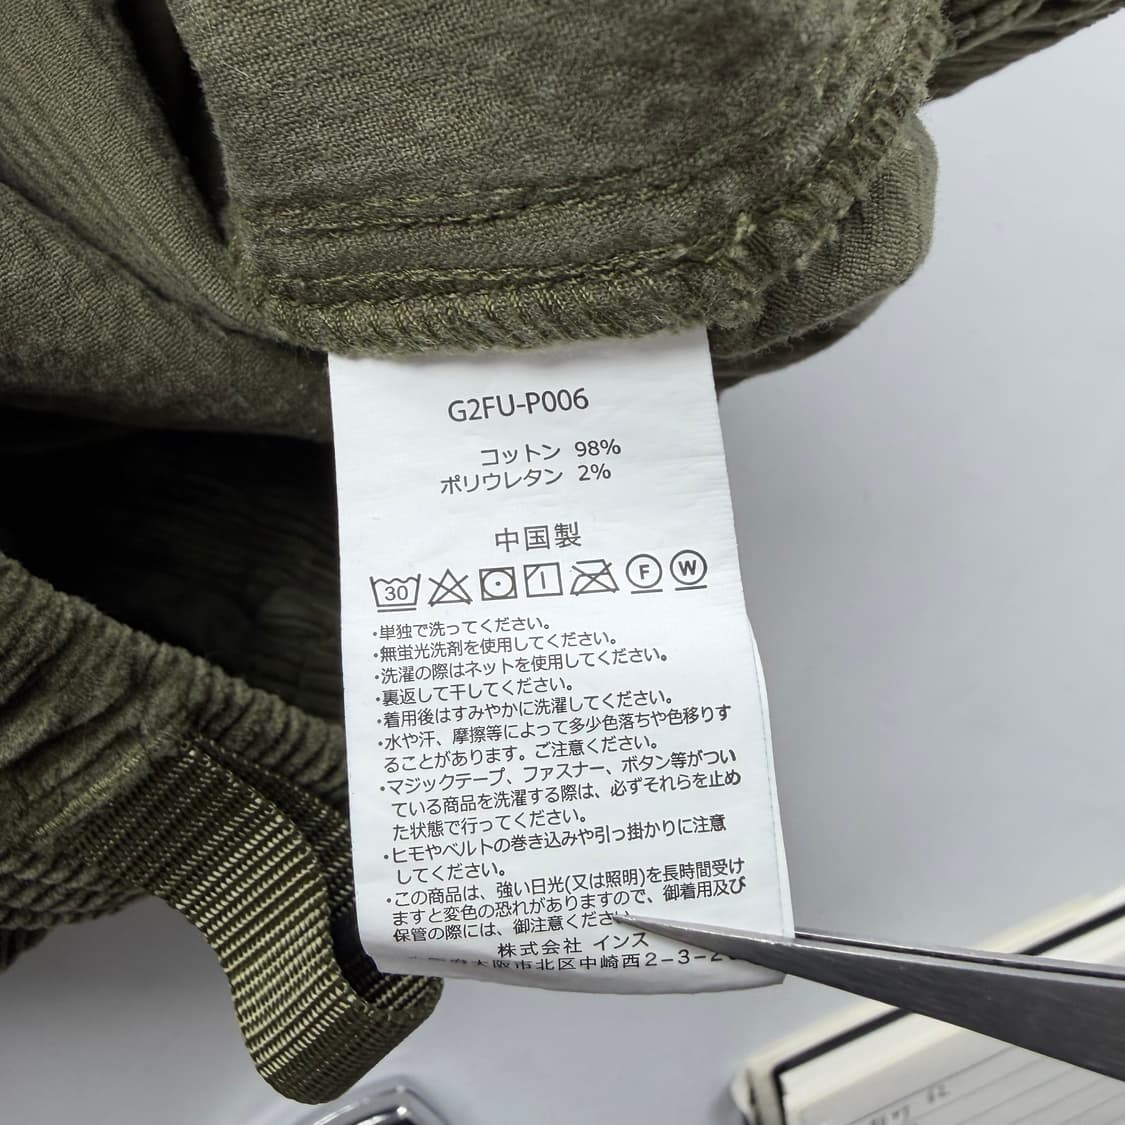 G2FU-P006
コットン 98%
ポリウレタン 2%
中国製
30 F W
・単独で洗ってください。
・無蛍光洗剤を使用してください。
・洗濯の際はネットを使用してください。
・裏返しして干してください。
・着用後はすみやかに洗濯してください。
・水や汗、摩擦等によって多少色落ちや色移りす
ることがあります。ご注意ください。
・マジックテープ、ファスナー、ボタン等がつい
ている商品を洗濯する際は、必ずそれらを止め
た状態で行ってください。
・ヒモやベルトの巻き込みや引っ掛かりに注意
してください。
・この商品は、強い日光(又は照明)を長時間受け
ますと変色の恐れがありますので、御着用及び
保管の際には、御注意ください
株式会社 インス
大阪市北区中崎西2-3-2